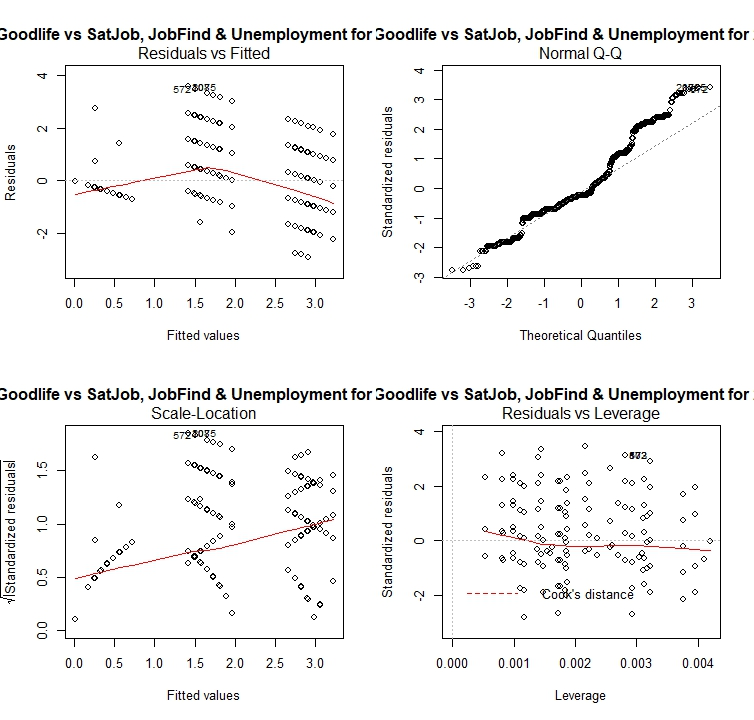 Goodlife vs SatJob, JobFind & Unemployment for
Residuals vs Fitted
Residuals
4
2
0
-2
0.0 0.5 1.0 1.5 2.0 2.5 3.0
Fitted values
Goodlife vs SatJob, JobFind & Unemployment for
Normal Q-Q
Standardized residuals
4
3
2
1
0
-1
-2
-3
-3 -2 -1 0 1 2 3
Theoretical Quantiles
Goodlife vs SatJob, JobFind & Unemployment for
Scale-Location
√|Standardized residuals|
1.5
1.0
0.5
0.0
0.0 0.5 1.0 1.5 2.0 2.5 3.0
Fitted values
Goodlife vs SatJob, JobFind & Unemployment for
Residuals vs Leverage
Standardized residuals
4
2
0
-2
Cook's distance
0.000 0.001 0.002 0.003 0.004
Leverage